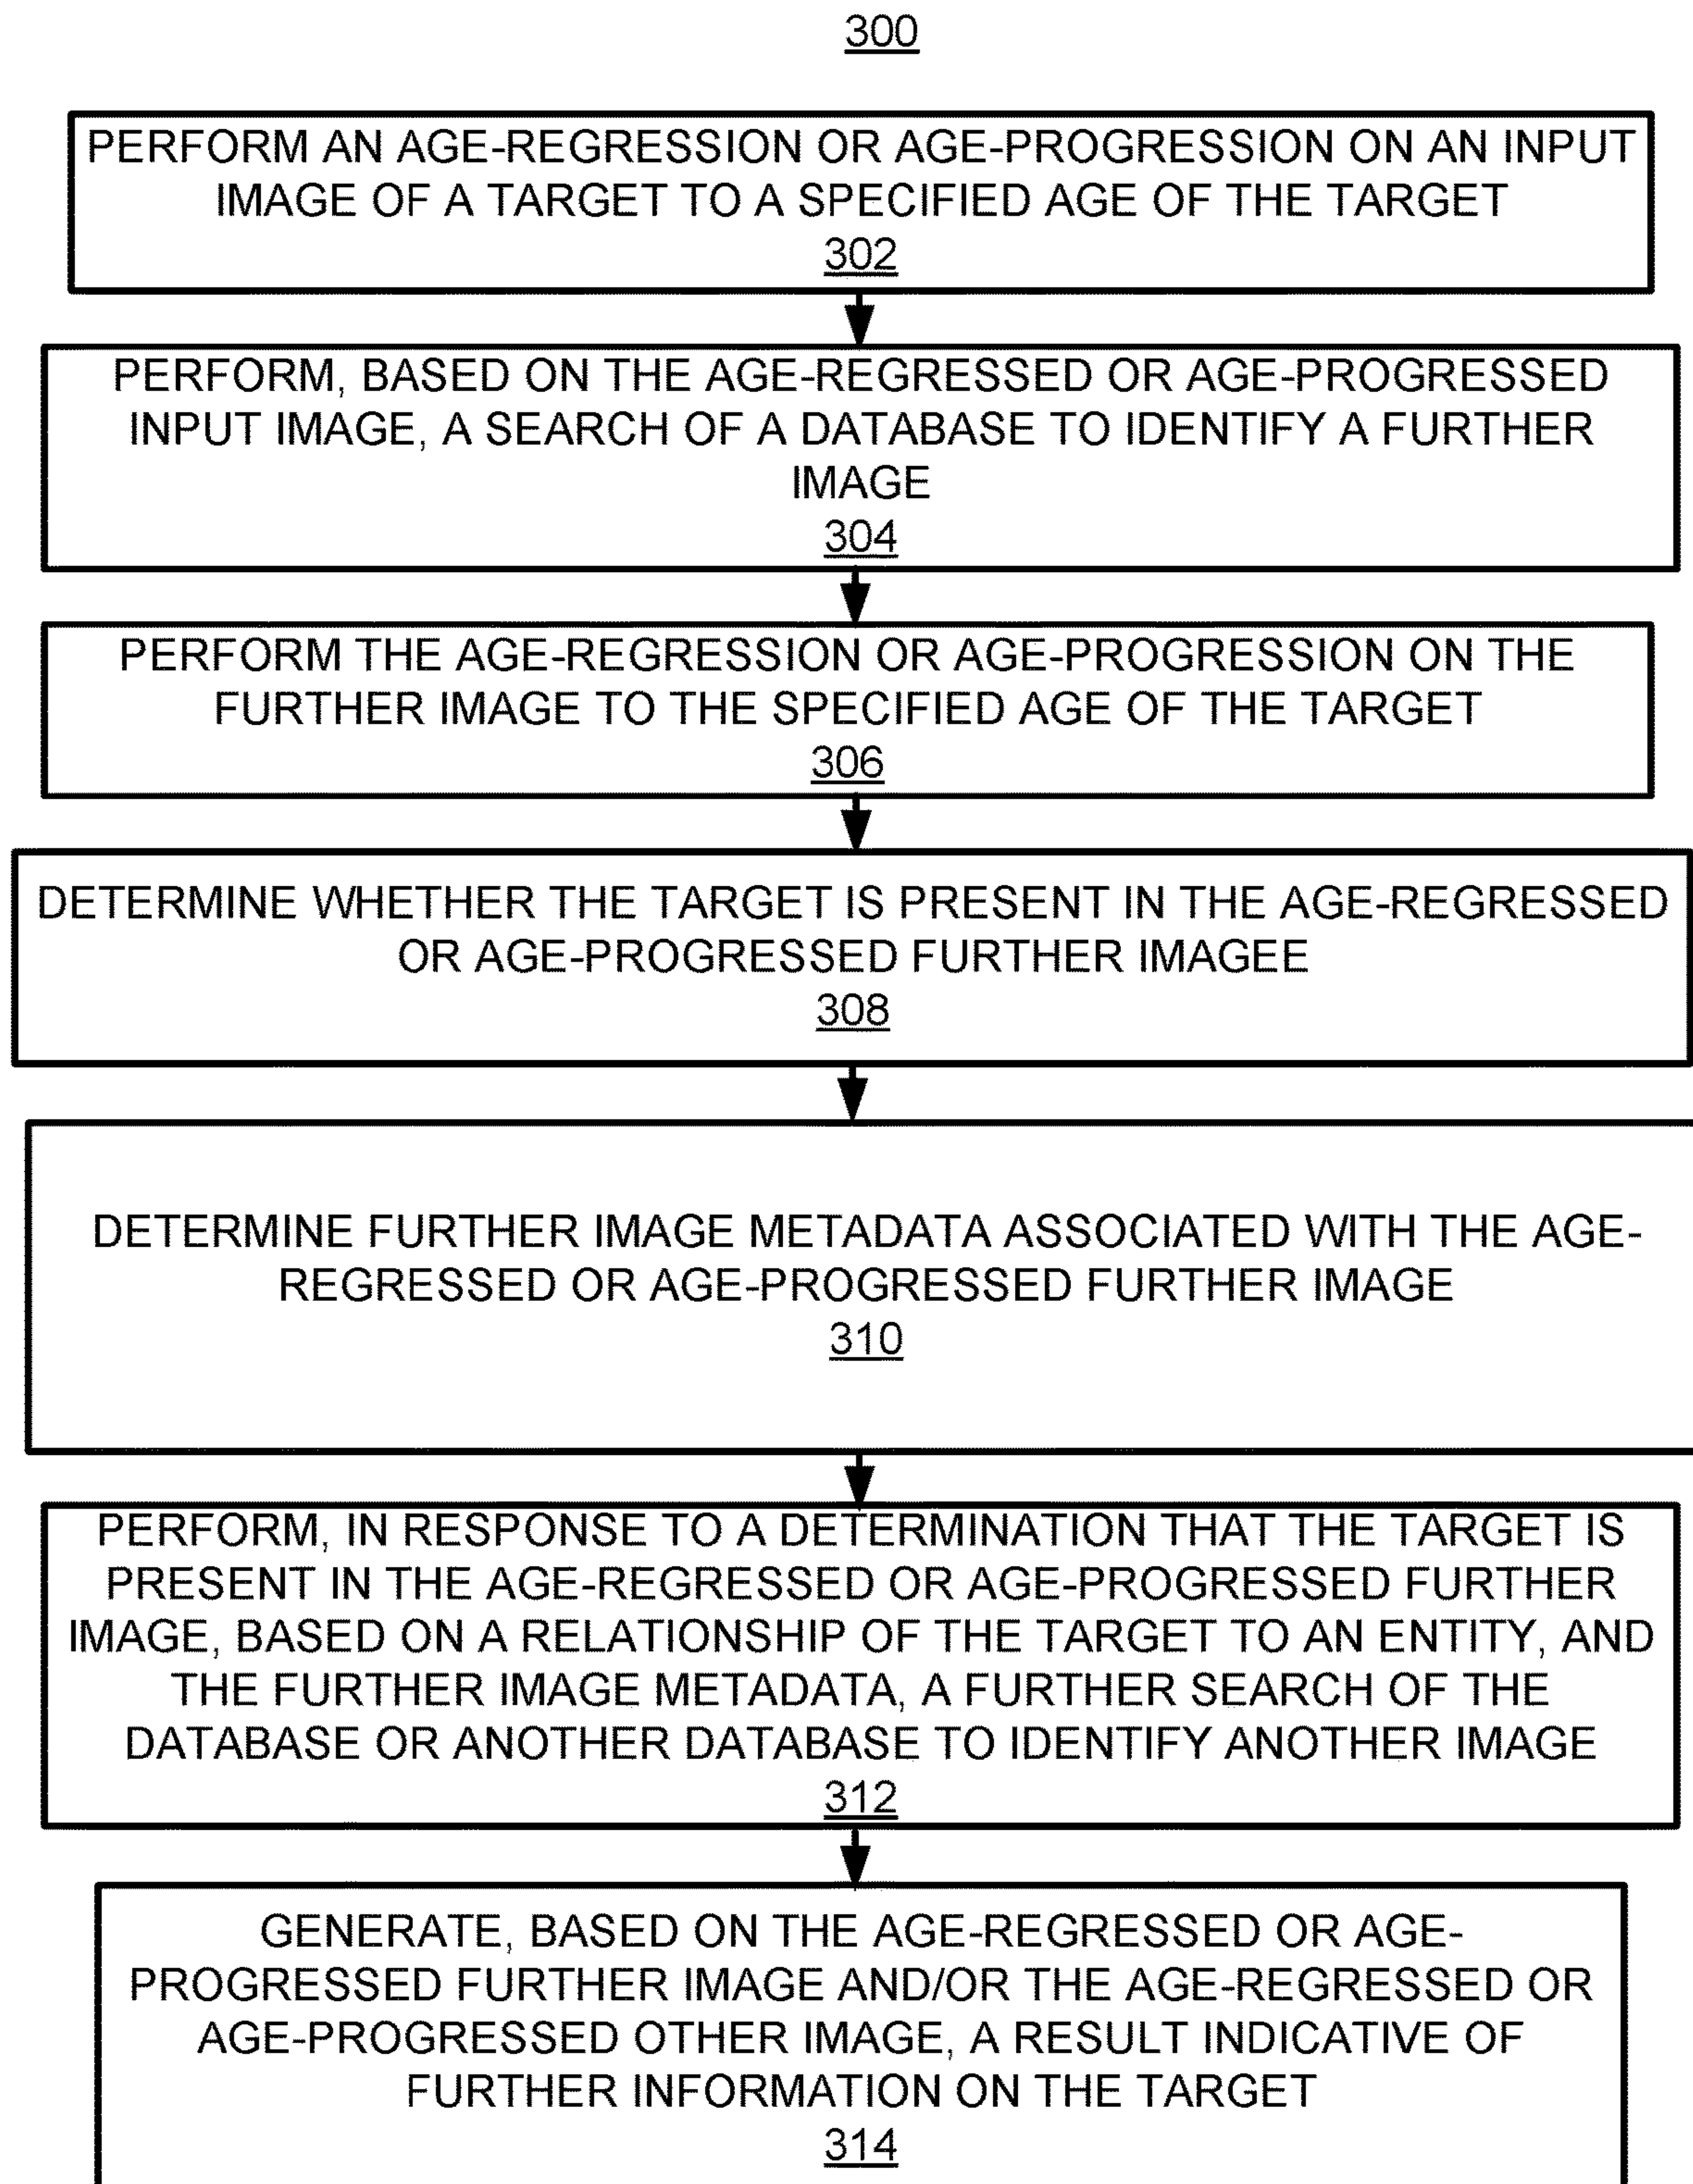 300
PERFORM AN AGE-REGRESSION OR AGE-PROGRESSION ON AN INPUT
IMAGE OF A TARGET TO A SPECIFIED AGE OF THE TARGET
302
PERFORM, BASED ON THE AGE-REGRESSED OR AGE-PROGRESSED
INPUT IMAGE, A SEARCH OF A DATABASE TO IDENTIFY A FURTHER
IMAGE
304
PERFORM THE AGE-REGRESSION OR AGE-PROGRESSION ON THE
FURTHER IMAGE TO THE SPECIFIED AGE OF THE TARGET
306
DETERMINE WHETHER THE TARGET IS PRESENT IN THE AGE-REGRESSED
OR AGE-PROGRESSED FURTHER IMAGEE
308
DETERMINE FURTHER IMAGE METADATA ASSOCIATED WITH THE AGE-
REGRESSED OR AGE-PROGRESSED FURTHER IMAGE
310
PERFORM, IN RESPONSE TO A DETERMINATION THAT THE TARGET IS
PRESENT IN THE AGE-REGRESSED OR AGE-PROGRESSED FURTHER
IMAGE, BASED ON A RELATIONSHIP OF THE TARGET TO AN ENTITY, AND
THE FURTHER IMAGE METADATA, A FURTHER SEARCH OF THE
DATABASE OR ANOTHER DATABASE TO IDENTIFY ANOTHER IMAGE
312
GENERATE, BASED ON THE AGE-REGRESSED OR AGE-
PROGRESSED FURTHER IMAGE AND/OR THE AGE-REGRESSED OR
AGE-PROGRESSED OTHER IMAGE, A RESULT INDICATIVE OF
FURTHER INFORMATION ON THE TARGET
314